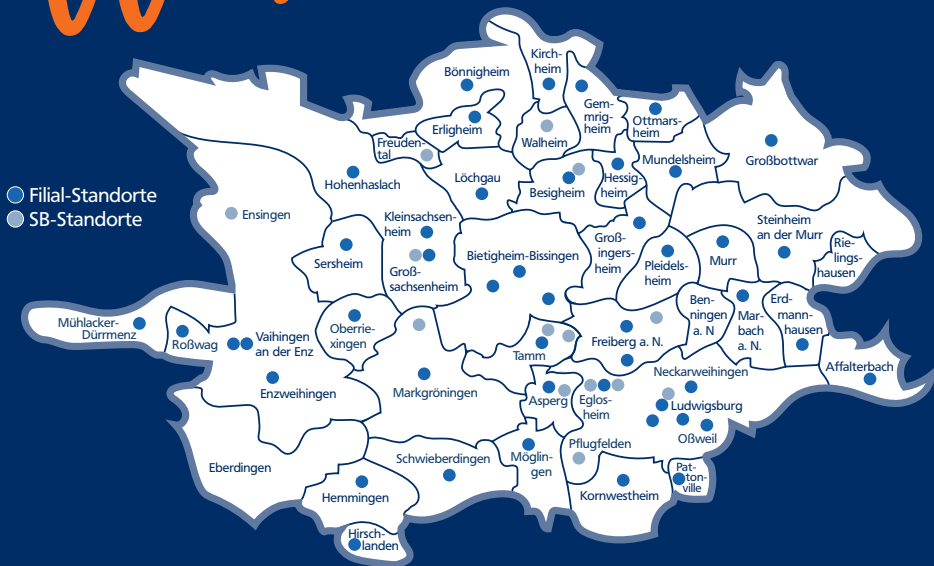 Filial-Standorte
SB-Standorte
Kirch-
heim
Bönnigheim
Gem-
mrig-
heim
Ottmars-
heim
Erligheim
Walheim
Freuden-
tal
Mundelsheim
Großbottwar
Hohenhaslach
Löchgau
Besigheim
Hessig-
heim
Ensingen
Kleinsachsen-
heim
Steinheim
an der Murr
Sersheim
Bietigheim-Bissingen
Groß-
ingers-
heim
Murr
Rie-
lings-
hausen
Groß-
sachsenheim
Pleidels-
heim
Mühlacker-
Dürrmenz
Roßwag
Vaihingen
an der Enz
Oberrie-
xingen
Tamm
Freiberg a. N.
Ben-
ningen
a. N
Mar-
bach
a. N.
Erd-
mann-
hausen
Affalterbach
Neckarweihingen
Enzweihingen
Markgröningen
Asperg
Eglos-
heim
Ludwigsburg
Oßweil
Eberdingen
Schwieberdingen
Möglin-
gen
Pflugfelden
Hemmingen
Kornwestheim
Pat-
ton-
ville
Hirsch-
landen